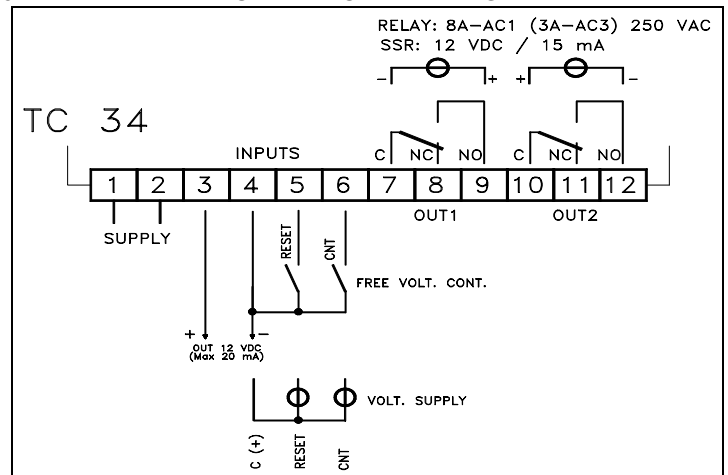 RELAY: 8A-AC1 (3A-AC3) 250 VAC
SSR: 12 VDC / 15 mA
- + + -
TC 34
INPUTS
C NC NO C NC NO
1 2 3 4 5 6 7 8 9 10 11 12
SUPPLY
OUT1
OUT2
RESET
CNT
FREE VOLT. CONT.
+ -
OUT 12 VDC
(Max 20 mA)
VOLT. SUPPLY
C (+)
RESET
CNT